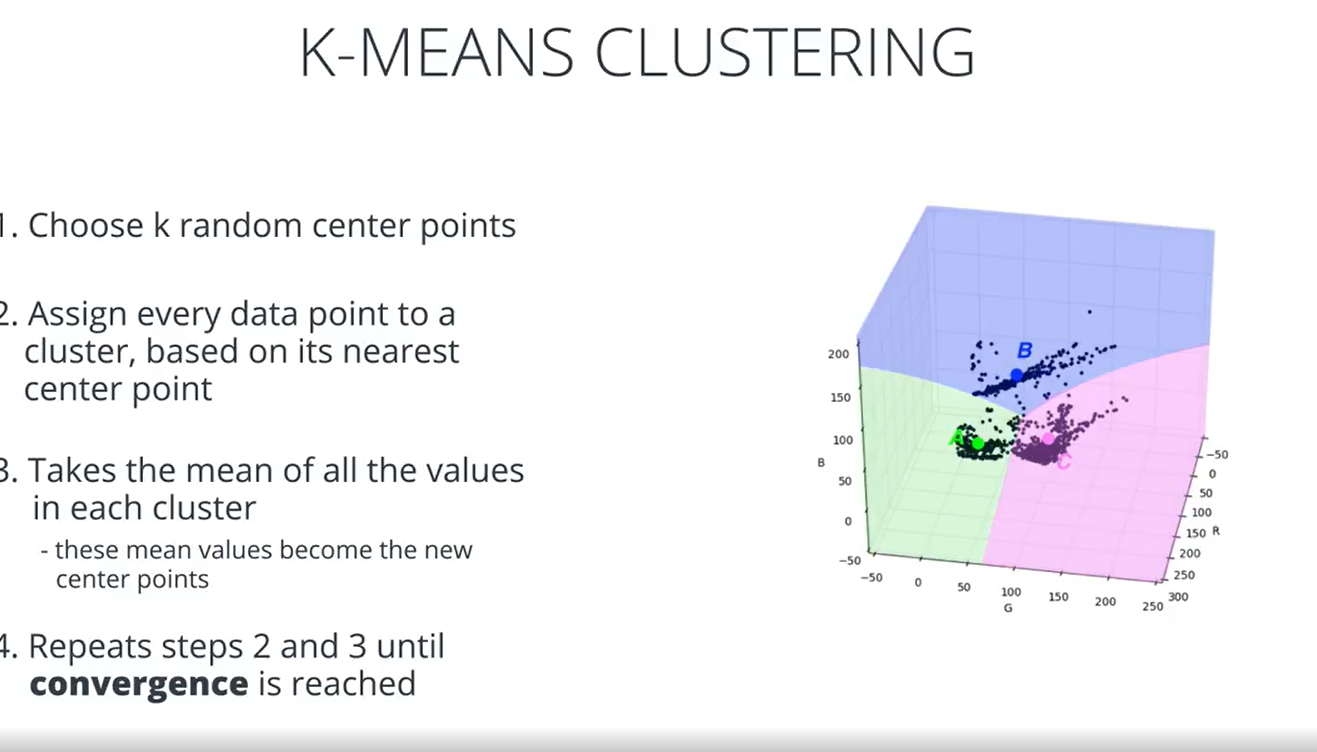 K-MEANS CLUSTERING
1. Choose k random center points
2. Assign every data point to a
cluster, based on its nearest
center point
3. Takes the mean of all the values
in each cluster
- these mean values become the new
center points
4. Repeats steps 2 and 3 until
convergence is reached
B
A
C
200
150
100
B
50
0
-50
-50
0
50
100
150
200
250
G
-50
0
50
100
150
R
200
250
300